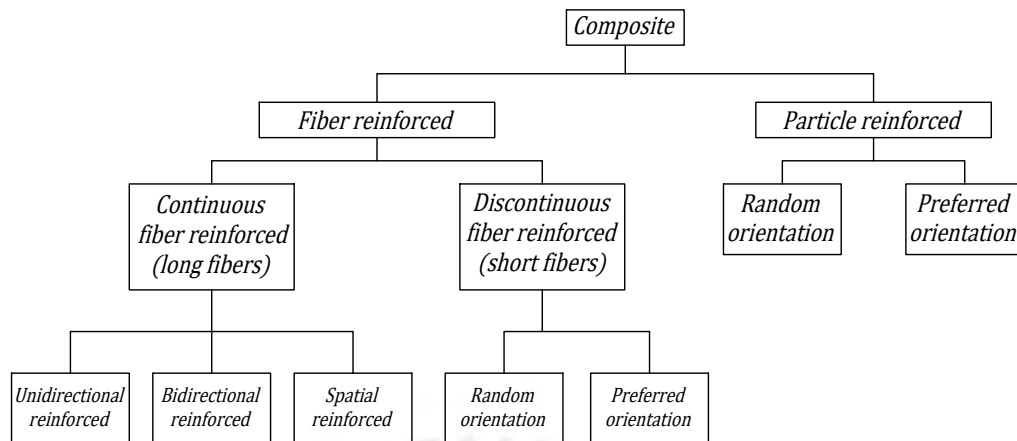 Composite
Fiber reinforced
Particle reinforced
Continuous
fiber reinforced
(long fibers)
Discontinuous
fiber reinforced
(short fibers)
Random
orientation
Preferred
orientation
Unidirectional
reinforced
Bidirectional
reinforced
Spatial
reinforced
Random
orientation
Preferred
orientation